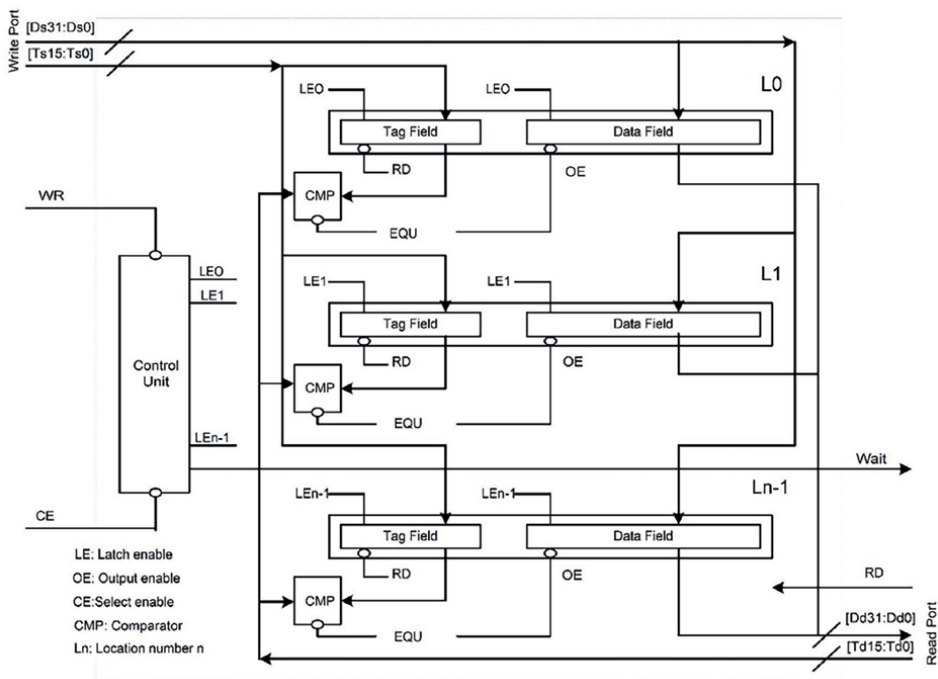 Write Port
[Ds31:Ds0]
[Ts15:Ts0]
L0
LE0
LE0
Tag Field
Data Field
RD
OE
CMP
EQU
WR
L1
LE0
LE1
LE1
LE1
Tag Field
Data Field
RD
OE
Control
Unit
CMP
EQU
LEn-1
Wait
Ln-1
LEn-1
LEn-1
CE
Tag Field
Data Field
LE: Latch enable
OE: Output enable
CE:Select enable
CMP: Comparator
Ln: Location number n
RD
OE
RD
CMP
EQU
[Dd31:Dd0]
[Td15:Td0]
Read Port